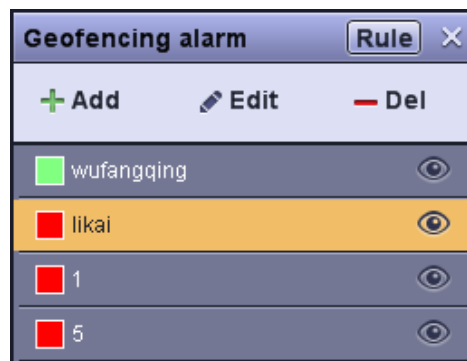 Geofencing alarm Rule
Add Edit Del
wufangqing
likai
1
5